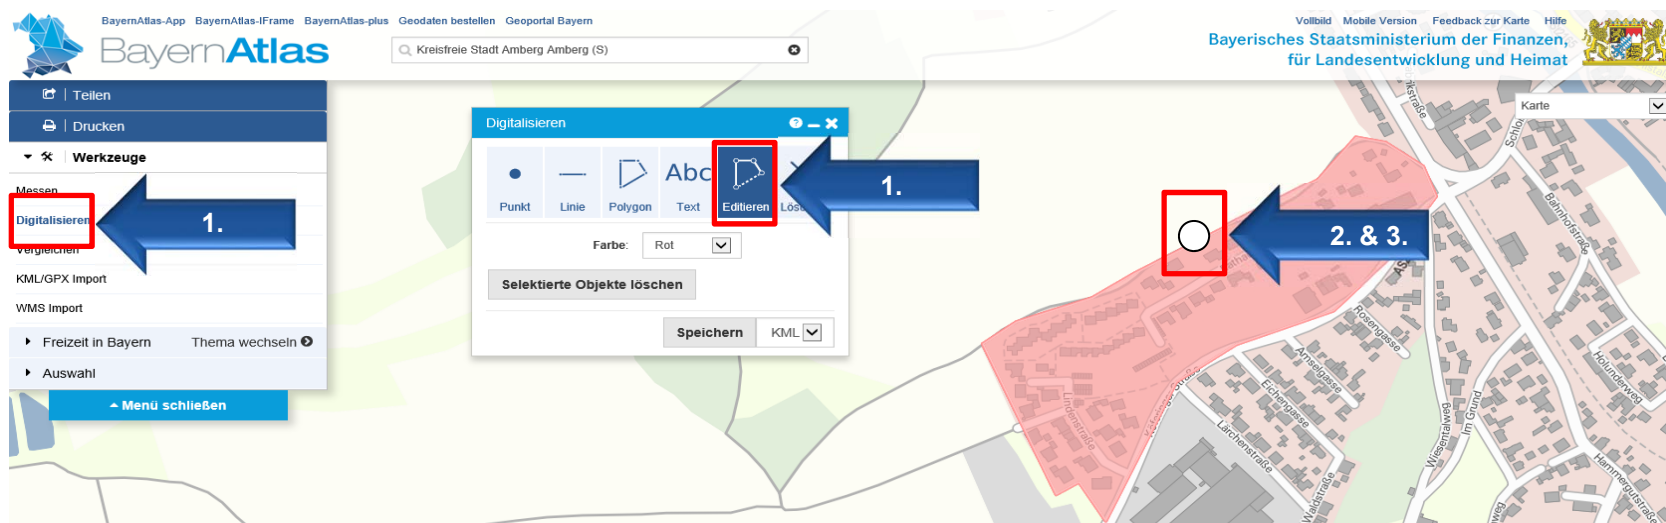 BayernAtlas-App BayernAtlas-IFrame BayernAtlas-plus Geodaten bestellen Geoportal Bayern
Vollbild Mobile Version Feedback zur Karte Hilfe
BayernAtlas
Kreisfreie Stadt Amberg Amberg (S)
Bayerisches Staatsministerium der Finanzen,
für Landesentwicklung und Heimat
Teilen
Drucken
Werkzeuge
Messen
Digitalisieren
1.
Vergleichen
KML/GPX Import
WMS Import
Freizeit in Bayern Thema wechseln
Auswahl
Menü schließen
Digitalisieren
Abc
Punkt Linie Polygon Text Editieren
1.
Farbe: Rot
Selektierte Objekte löschen
Speichern KML
Karte
2. & 3.
Bahnhofstraße
Rosengasse
Amselgasse
Eichengasse
Lärchenstraße
Lindenstraße
Waldstraße
Wiesentalweg
Im Grund
Holunderweg
Hammergutstraße